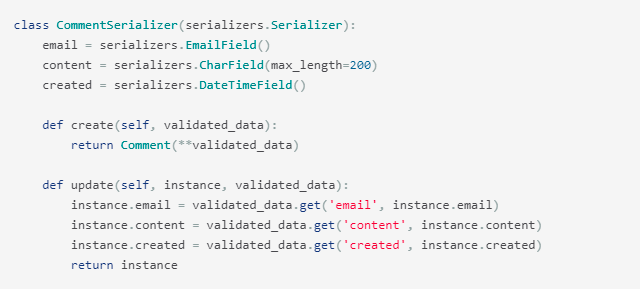 class CommentSerializer(serializers.Serializer):
    email = serializers.EmailField()
    content = serializers.CharField(max_length=200)
    created = serializers.DateTimeField()

    def create(self, validated_data):
        return Comment(**validated_data)

    def update(self, instance, validated_data):
        instance.email = validated_data.get('email', instance.email)
        instance.content = validated_data.get('content', instance.content)
        instance.created = validated_data.get('created', instance.created)
        return instance